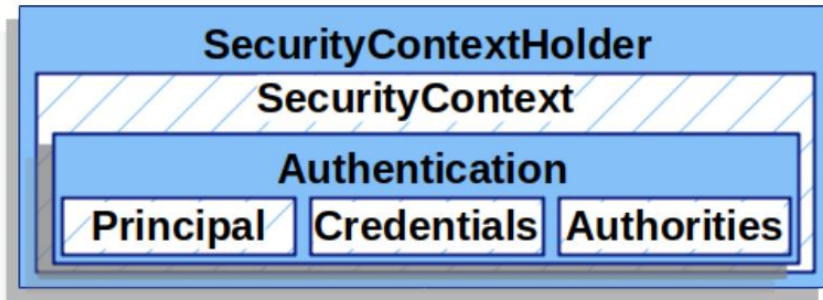 SecurityContextHolder
SecurityContext
Authentication
Principal Credentials Authorities